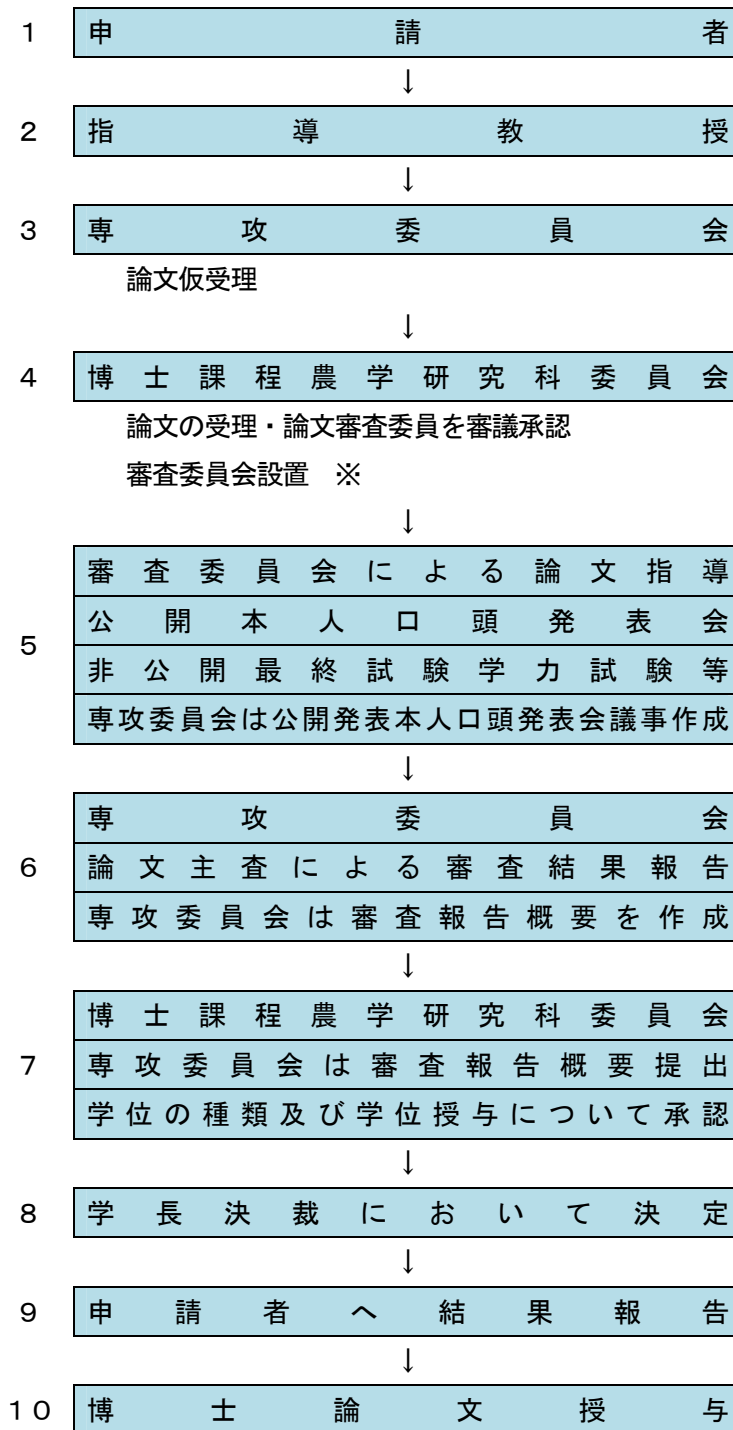 1 申請者
↓
2 指導教授
↓
3 専攻委員会
論文仮受理
↓
4 博士課程農学研究科委員会
論文の受理・論文審査委員を審議承認
審査委員会設置 ※
↓
審査委員会による論文指導
公開本人口頭発表会
5
非公開最終試験学力試験等
専攻委員会は公開発表本人口頭発表会議事作成
↓
専攻委員会
6 論文主査による審査結果報告
専攻委員会は審査報告概要を作成
↓
博士課程農学研究科委員会
7 専攻委員会は審査報告概要提出
学位の種類及び学位授与について承認
↓
8 学長決裁において決定
↓
9 申請者へ結果報告
↓
10 博士論文授与